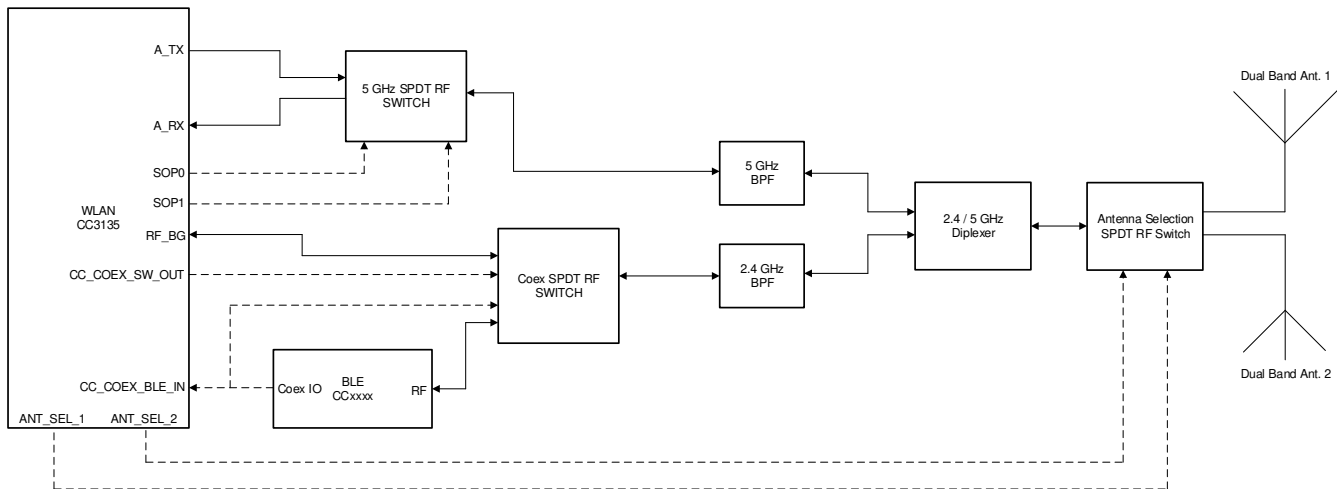 A_TX
A_RX
SOP0
SOP1
WLAN
CC3135
RF_BG
CC_COEX_SW_OUT
CC_COEX_BLE_IN
ANT_SEL_1
ANT_SEL_2
5 GHz SPDT RF
SWITCH
Coex SPDT RF
SWITCH
Coex IO
BLE
CCxxxx
RF
5 GHz
BPF
2.4 GHz
BPF
2.4 / 5 GHz
Diplexer
Antenna Selection
SPDT RF Switch
Dual Band Ant. 1
Dual Band Ant. 2